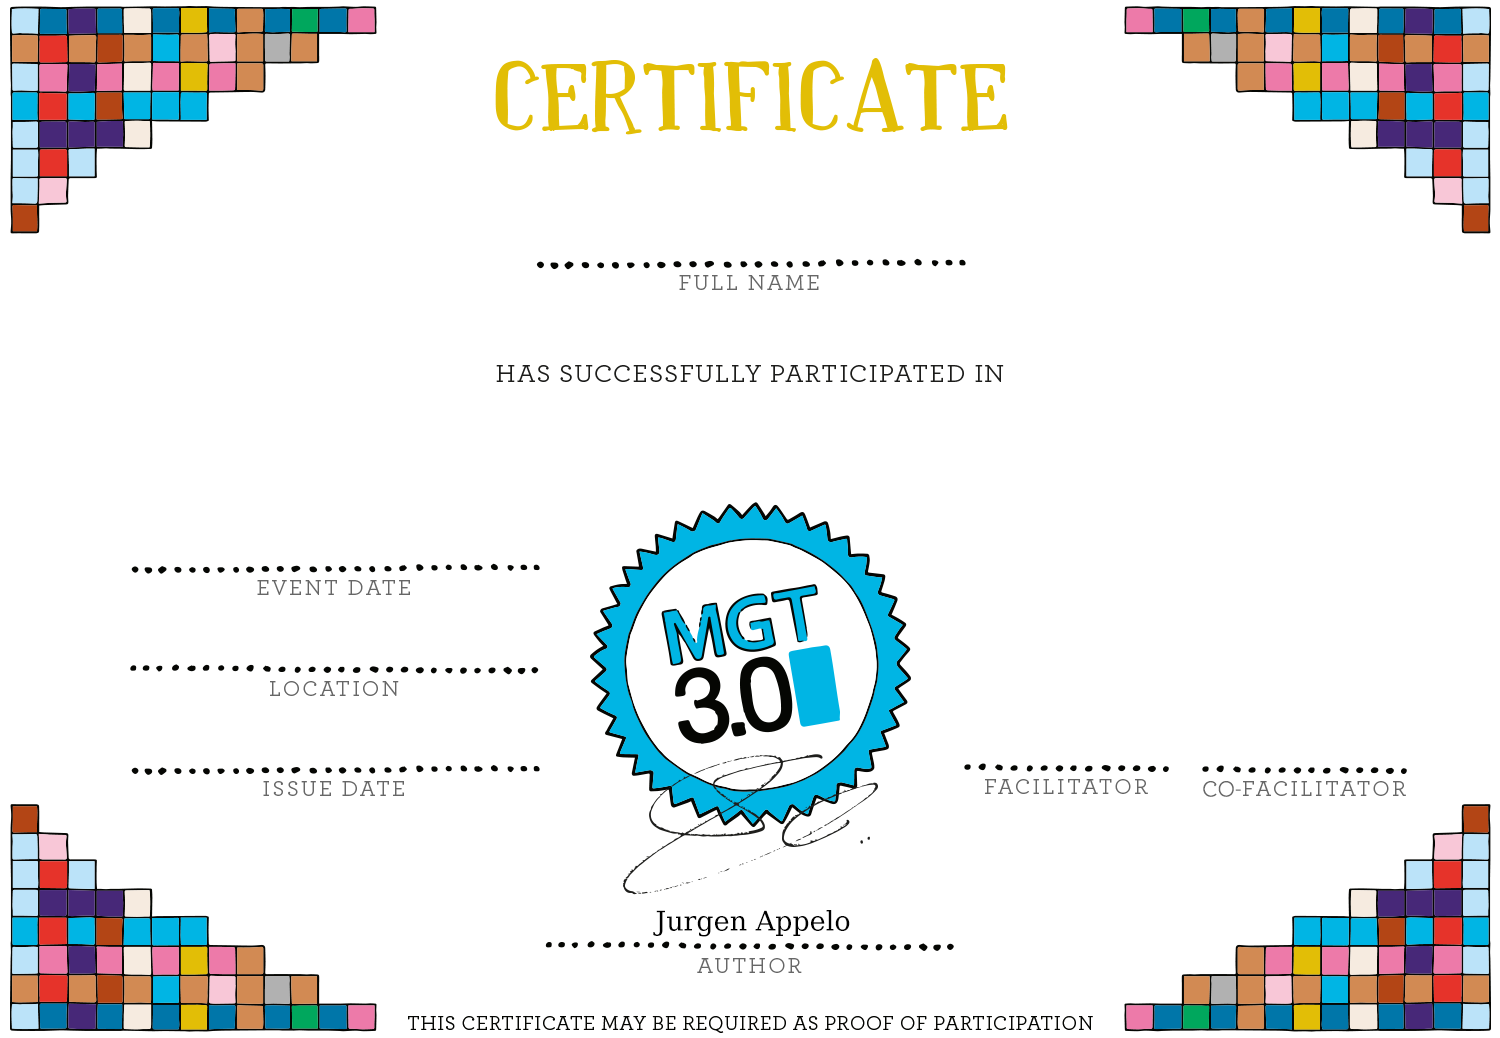 CERTIFICATE
FULL NAME
HAS SUCCESSFULLY PARTICIPATED IN
EVENT DATE
LOCATION
ISSUE DATE
MGT
3.0
FACILITATOR
CO-FACILITATOR
Jurgen Appelo
AUTHOR
THIS CERTIFICATE MAY BE REQUIRED AS PROOF OF PARTICIPATION